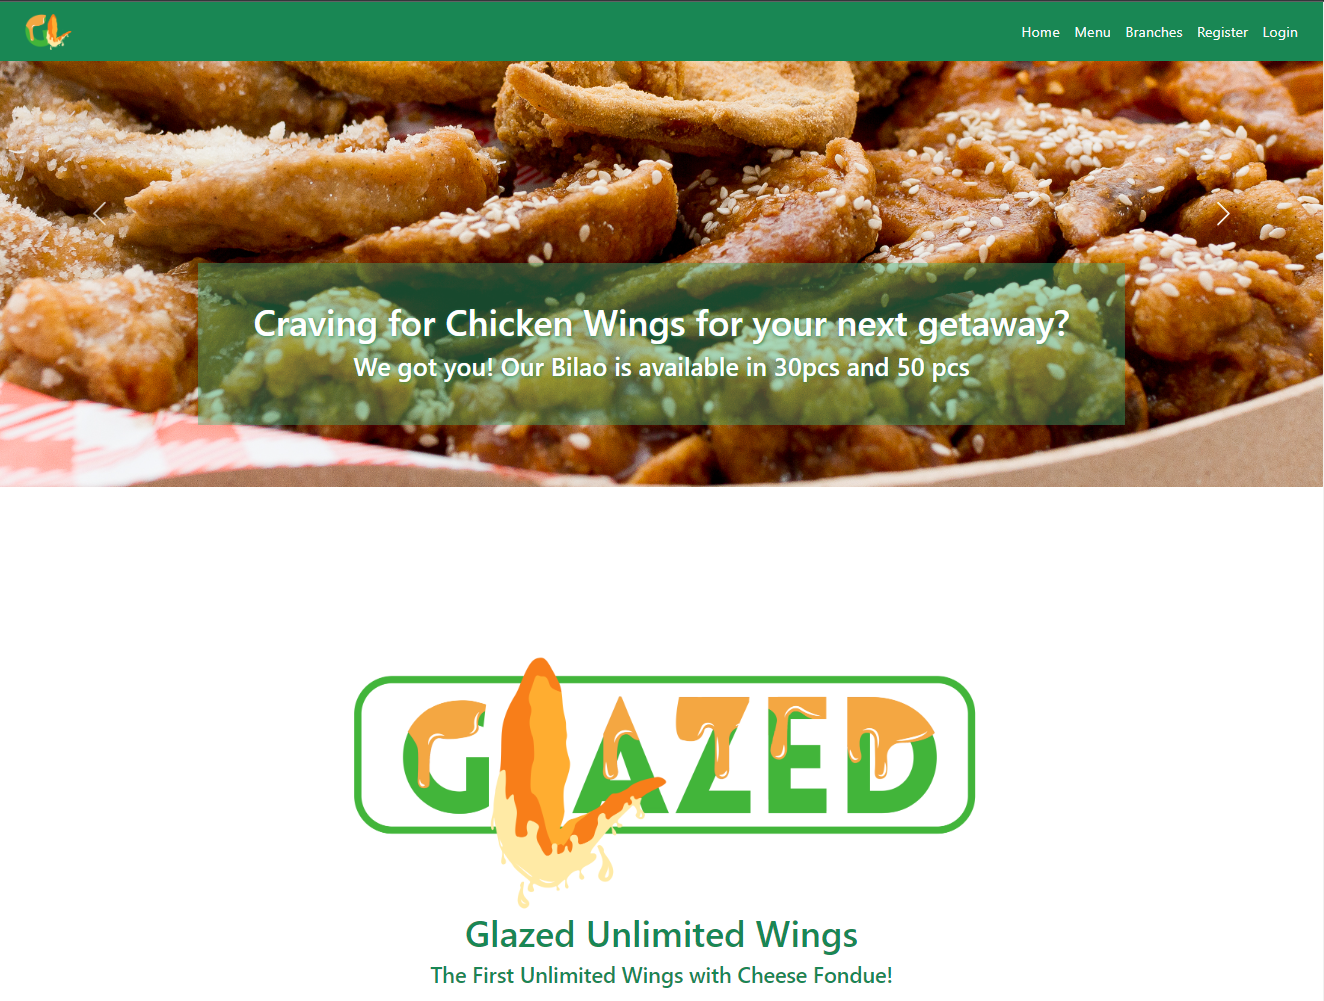 GL
Home Menu Branches Register Login
Craving for Chicken Wings for your next getaway?
We got you! Our Bilao is available in 30pcs and 50 pcs
GLAZED
Glazed Unlimited Wings
The First Unlimited Wings with Cheese Fondue!